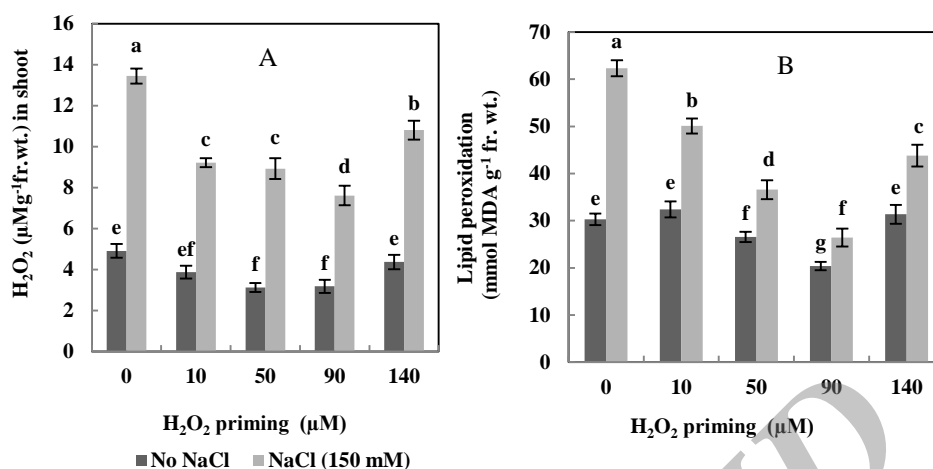 A
H₂O₂ (µMg⁻¹fr.wt.) in shoot
16
14
12
10
8
6
4
2
0
a
c
c
d
b
e
ef
f
f
e
0 10 50 90 140
H₂O₂ priming (µM)
No NaCl NaCl (150 mM)
B
Lipid peroxidation
(mmol MDA g⁻¹ fr. wt.)
70
60
50
40
30
20
10
0
a
b
d
f
c
e
e
f
g
e
0 10 50 90 140
H₂O₂ priming (µM)